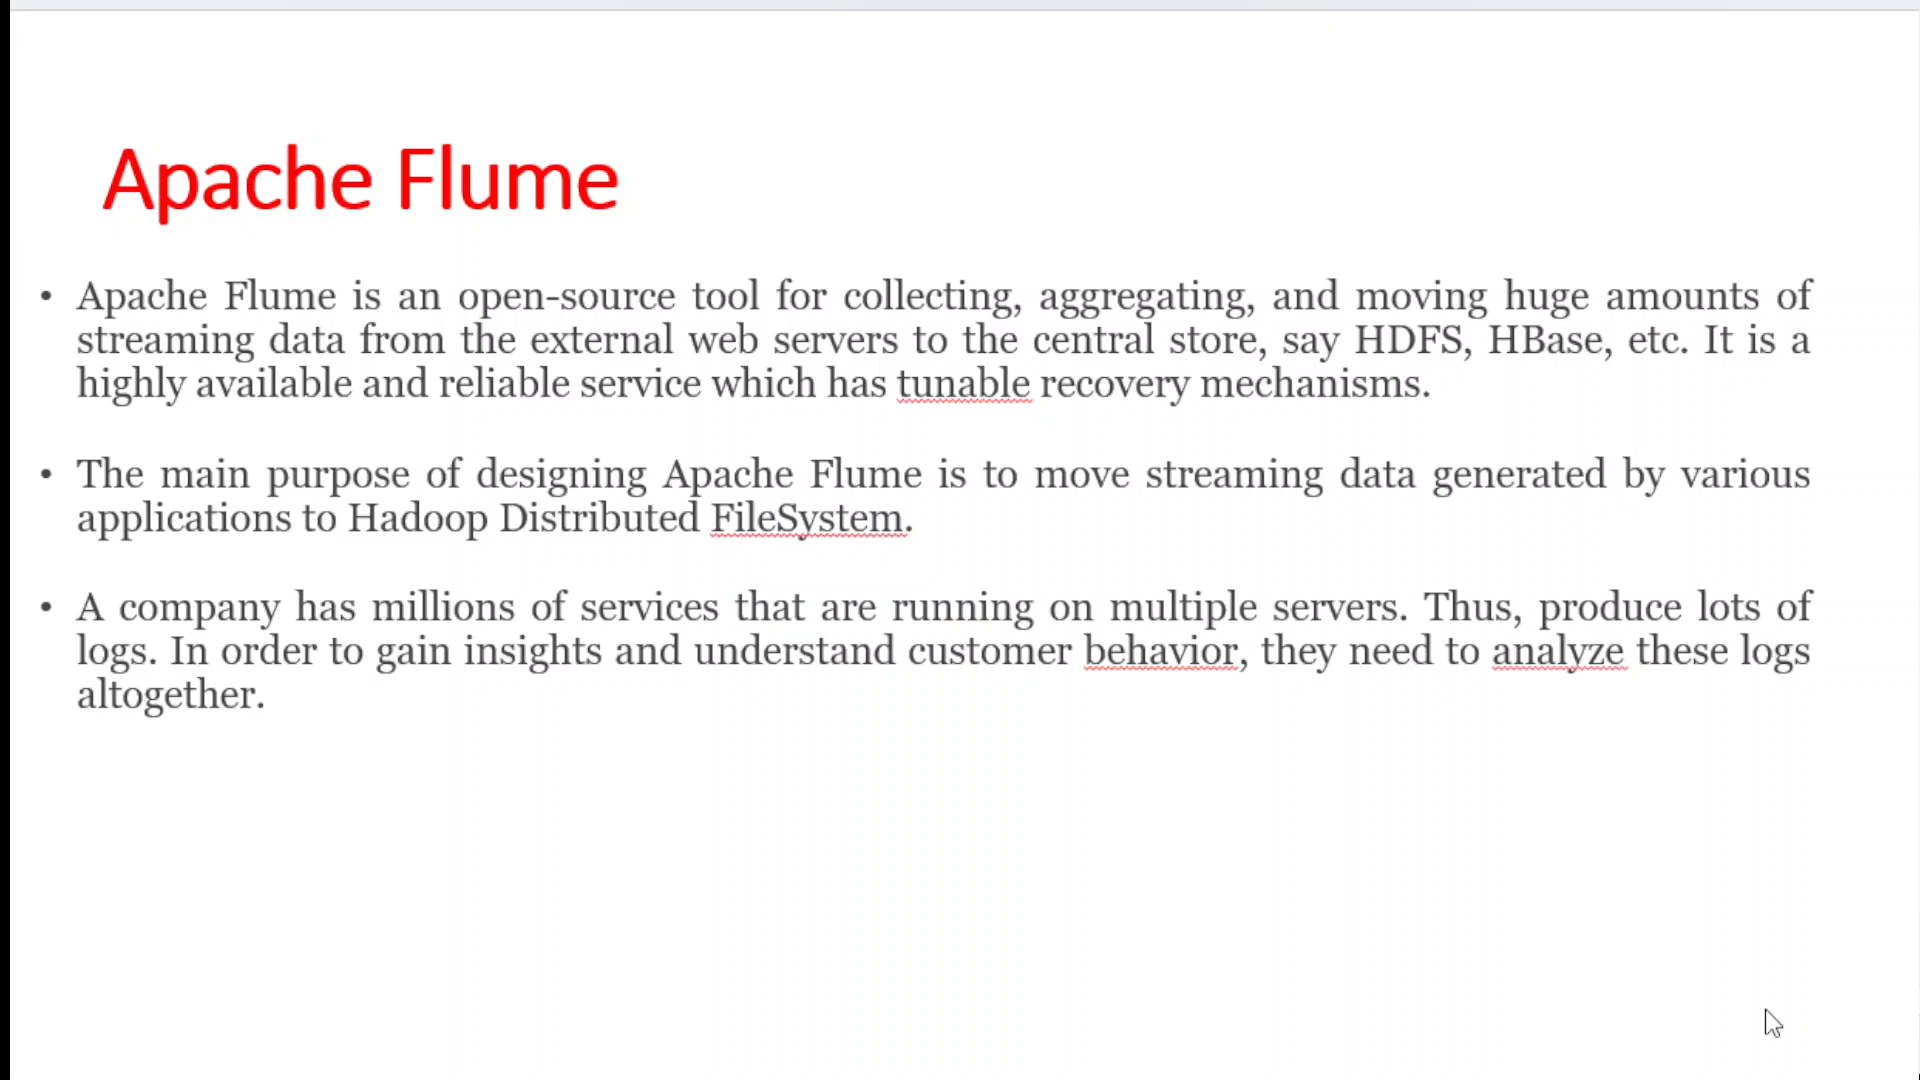 Apache Flume
• Apache Flume is an open-source tool for collecting, aggregating, and moving huge amounts of
streaming data from the external web servers to the central store, say HDFS, HBase, etc. It is a
highly available and reliable service which has tunable recovery mechanisms.
• The main purpose of designing Apache Flume is to move streaming data generated by various
applications to Hadoop Distributed FileSystem.
• A company has millions of services that are running on multiple servers. Thus, produce lots of
logs. In order to gain insights and understand customer behavior, they need to analyze these logs
altogether.